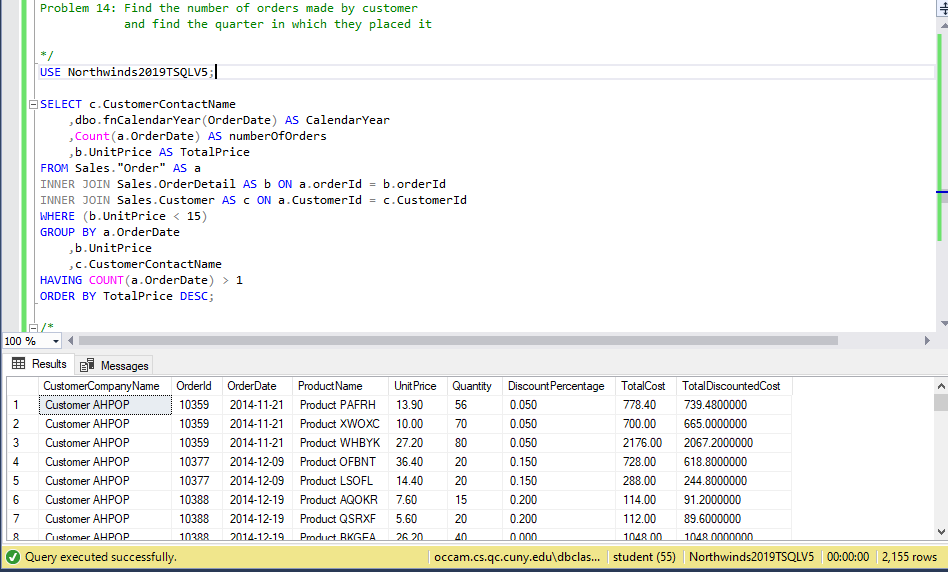 Problem 14: Find the number of orders made by customer
and find the quarter in which they placed it
*/
USE Northwinds2019TSQLV5;
SELECT c.CustomerContactName
,dbo.fnCalendarYear(OrderDate) AS CalendarYear
,Count(a.OrderDate) AS numberOfOrders
,b.UnitPrice AS TotalPrice
FROM Sales."Order" AS a
INNER JOIN Sales.OrderDetail AS b ON a.orderId = b.orderId
INNER JOIN Sales.Customer AS c ON a.CustomerId = c.CustomerId
WHERE (b.UnitPrice < 15)
GROUP BY a.OrderDate
,b.UnitPrice
,c.CustomerContactName
HAVING COUNT(a.OrderDate) > 1
ORDER BY TotalPrice DESC;
/*
100 %
Results Messages
CustomerCompanyName OrderId OrderDate ProductName UnitPrice Quantity DiscountPercentage TotalCost TotalDiscountedCost
1 Customer AHPOP 10359 2014-11-21 Product PAFRH 13.90 56 0.050 778.40 739.4800000
2 Customer AHPOP 10359 2014-11-21 Product XWOXC 10.00 70 0.050 700.00 665.0000000
3 Customer AHPOP 10359 2014-11-21 Product WHBYK 27.20 80 0.050 2176.00 2067.2000000
4 Customer AHPOP 10377 2014-12-09 Product OFBNT 36.40 20 0.150 728.00 618.8000000
5 Customer AHPOP 10377 2014-12-09 Product LSOFL 14.40 20 0.150 288.00 244.8000000
6 Customer AHPOP 10388 2014-12-19 Product AQOKR 7.60 15 0.200 114.00 91.2000000
7 Customer AHPOP 10388 2014-12-19 Product QSRXF 5.60 20 0.200 112.00 89.6000000
8 Customer AHPOP 10388 2014-12-19 Product BKGEA 26.20 40 0.000 1048.00 1048.0000000
Query executed successfully. occam.cs.qc.cuny.edu\dbclas... student (55) Northwinds2019TSQLV5 00:00:00 2,155 rows